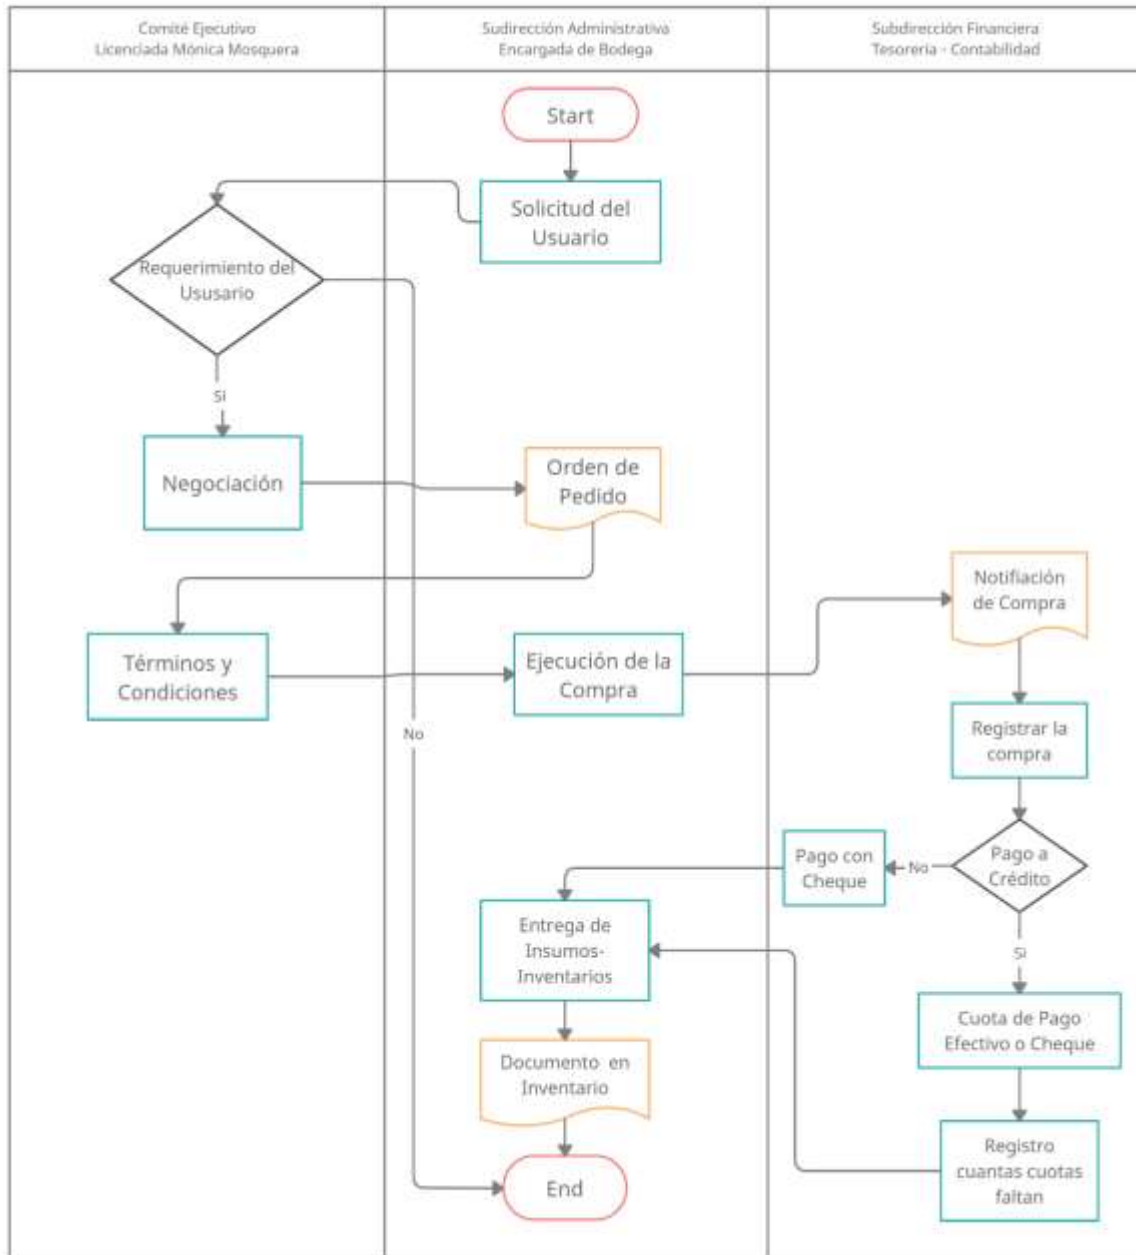 Comité Ejecutivo
Licenciada Mónica Mosquera
Sudirección Administrativa
Encargada de Bodega
Subdirección Financiera
Tesoreria - Contabilidad
Start
Solicitud del
Usuario
Requerimiento del
Ususario
Si
Negociación
Orden de
Pedido
Notifiación
de Compra
Términos y
Condiciones
Ejecución de la
Compra
Registrar la
compra
No
Pago con
Cheque
No
Pago a
Crédito
Si
Entrega de
Insumos-
Inventarios
Cuota de Pago
Efectivo o Cheque
Documento en
Inventario
Registro
cuantas cuotas
faltan
End